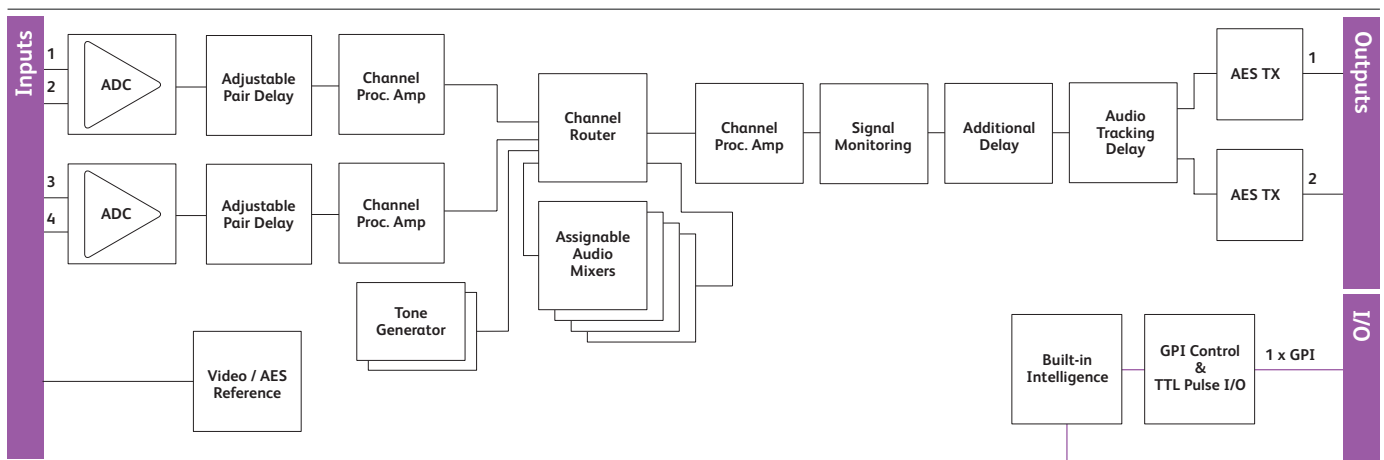 Inputs
1
2
ADC
Adjustable
Pair Delay
Channel
Proc. Amp
3
4
ADC
Adjustable
Pair Delay
Channel
Proc. Amp
Tone
Generator
Video / AES
Reference
Channel
Router
Assignable
Audio
Mixers
Channel
Proc. Amp
Signal
Monitoring
Additional
Delay
Audio
Tracking
Delay
AES TX
1
AES TX
2
Outputs
Built-in
Intelligence
GPI Control
&
TTL Pulse I/O
1 x GPI
I/O